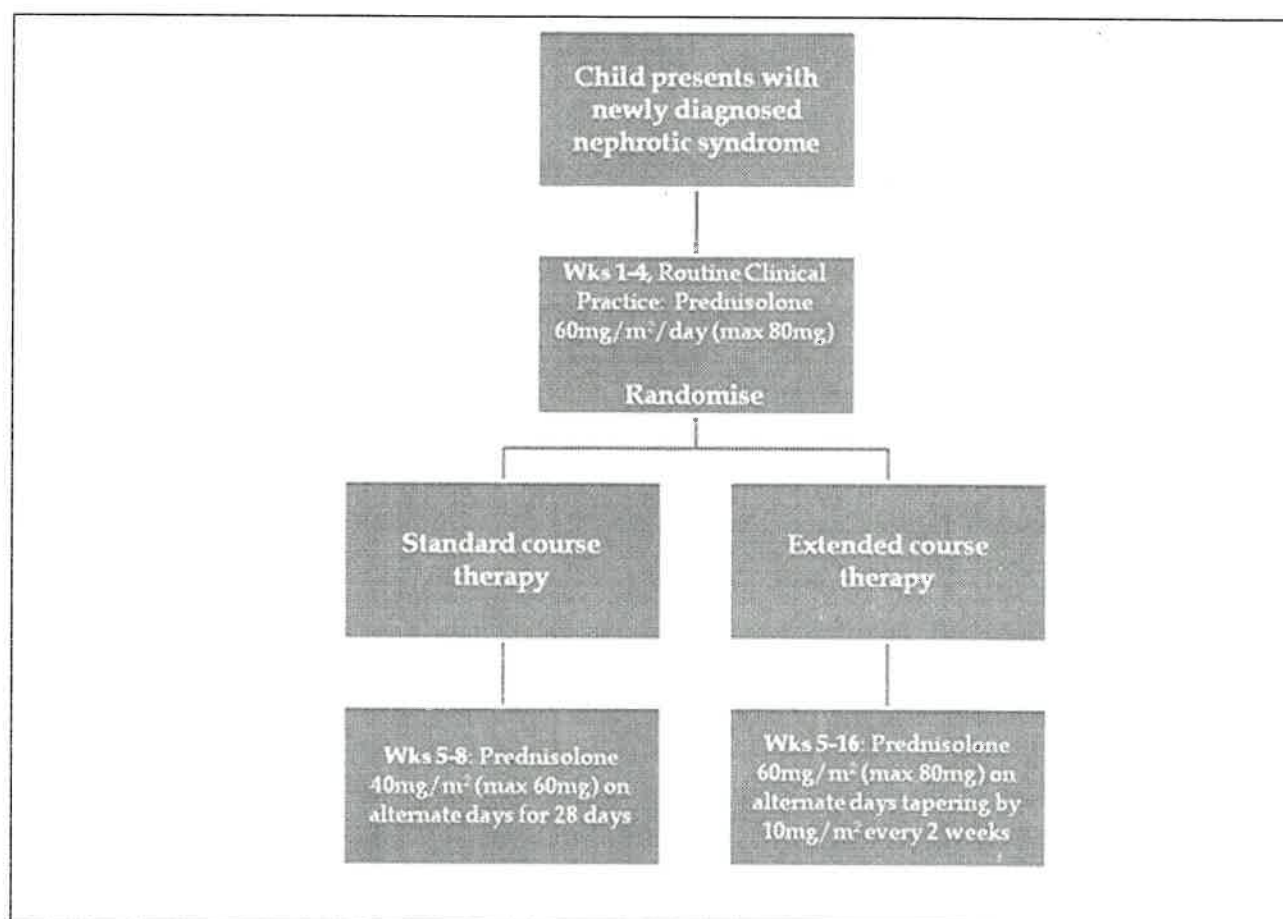 Child presents with
newly diagnosed
nephrotic syndrome
Wks 1-4, Routine Clinical
Practice: Prednisolone
60mg/m²/day (max 80mg)
Randomise
Standard course
therapy
Extended course
therapy
Wks 5-8: Prednisolone
40mg/m² (max 60mg) on
alternate days for 28 days
Wks 5-16: Prednisolone
60mg/m² (max 80mg) on
alternate days tapering by
10mg/m² every 2 weeks